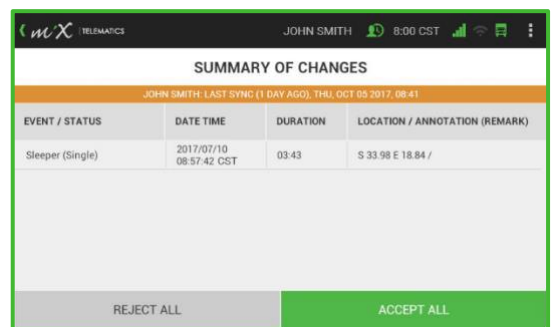 MiX TELEMATICS JOHN SMITH 8:00 CST
SUMMARY OF CHANGES
JOHN SMITH: LAST SYNC (1 DAY AGO), THU, OCT 05 2017, 08:41
EVENT / STATUS DATE TIME DURATION LOCATION / ANNOTATION (REMARK)
Sleeper (Single) 2017/07/10 03:43 S 33.98 E 18.84 /
08:57:42 CST
REJECT ALL ACCEPT ALL